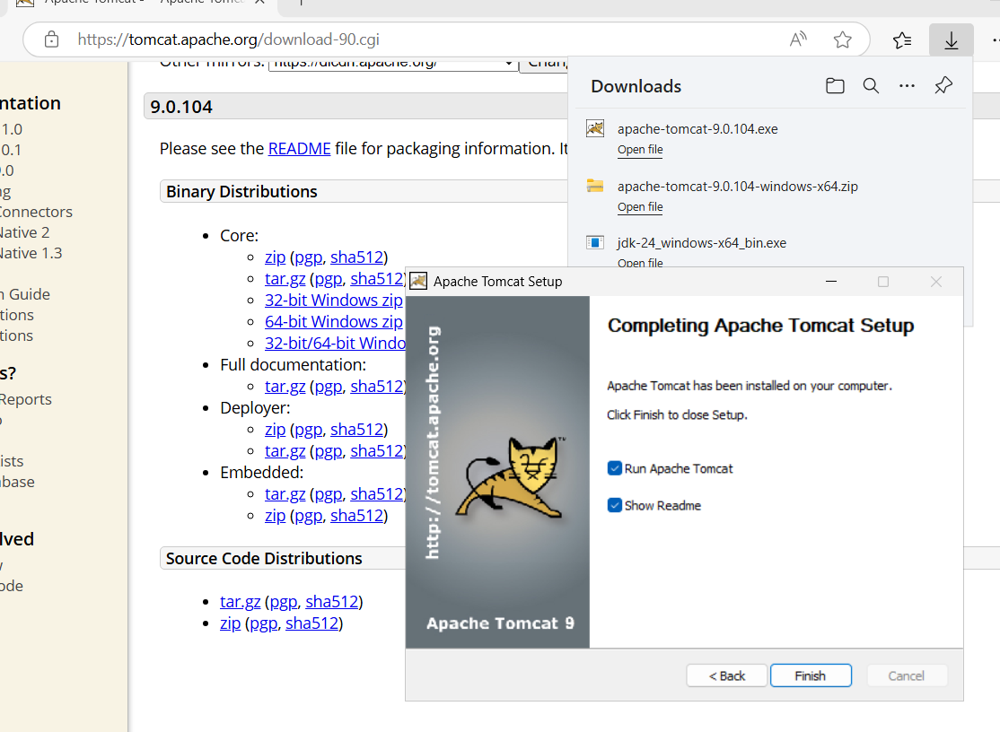 Apache Tomcat
https://tomcat.apache.org/download-90.cgi
Other mirrors: https://dlcdn.apache.org/
Downloads
apache-tomcat-9.0.104.exe
Open file
apache-tomcat-9.0.104-windows-x64.zip
Open file
jdk-24_windows-x64_bin.exe
Open file
ntation
1.0
0.1
.0
ng
Connectors
Native 2
Native 1.3
n Guide
tions
tions
s?
Reports
ists
abase
lved
ode
9.0.104
Please see the README file for packaging information. It
Binary Distributions
Core:
zip (pgp, sha512)
tar.gz (pgp, sha512)
32-bit Windows zip
64-bit Windows zip
32-bit/64-bit Windo
Full documentation:
tar.gz (pgp, sha512)
Deployer:
zip (pgp, sha512)
tar.gz (pgp, sha512)
Embedded:
tar.gz (pgp, sha512)
zip (pgp, sha512)
Source Code Distributions
tar.gz (pgp, sha512)
zip (pgp, sha512)
Apache Tomcat Setup
http://tomcat.apache.org
TM
Apache Tomcat 9
Completing Apache Tomcat Setup
Apache Tomcat has been installed on your computer.
Click Finish to close Setup.
Run Apache Tomcat
Show Readme
< Back
Finish
Cancel